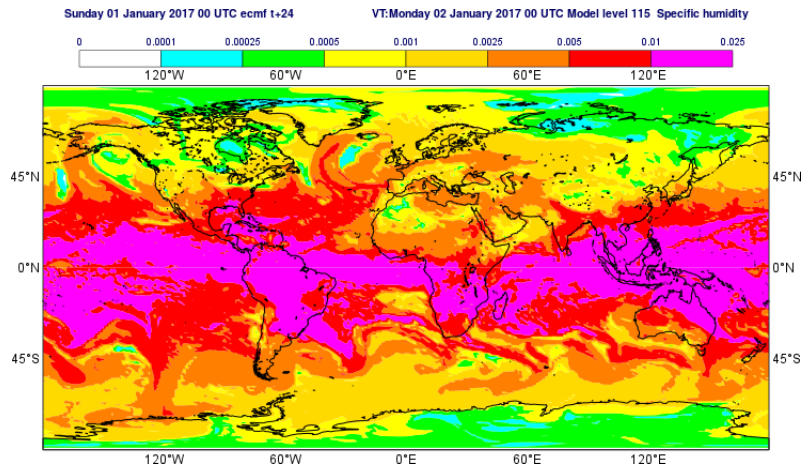 Sunday 01 January 2017 00 UTC ecmf t+24 VT:Monday 02 January 2017 00 UTC Model level 115 Specific humidity
0 0.0001 0.00025 0.0005 0.001 0.0025 0.005 0.01 0.025
120°W 60°W 0°E 60°E 120°E
45°N 45°N
0°N 0°N
45°S 45°S
120°W 60°W 0°E 60°E 120°E